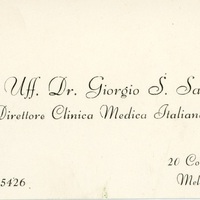 Uff. Dr. Giorgio S. Sa
Direttore Clinica Medica Italiana
20 Co
5426
Mel